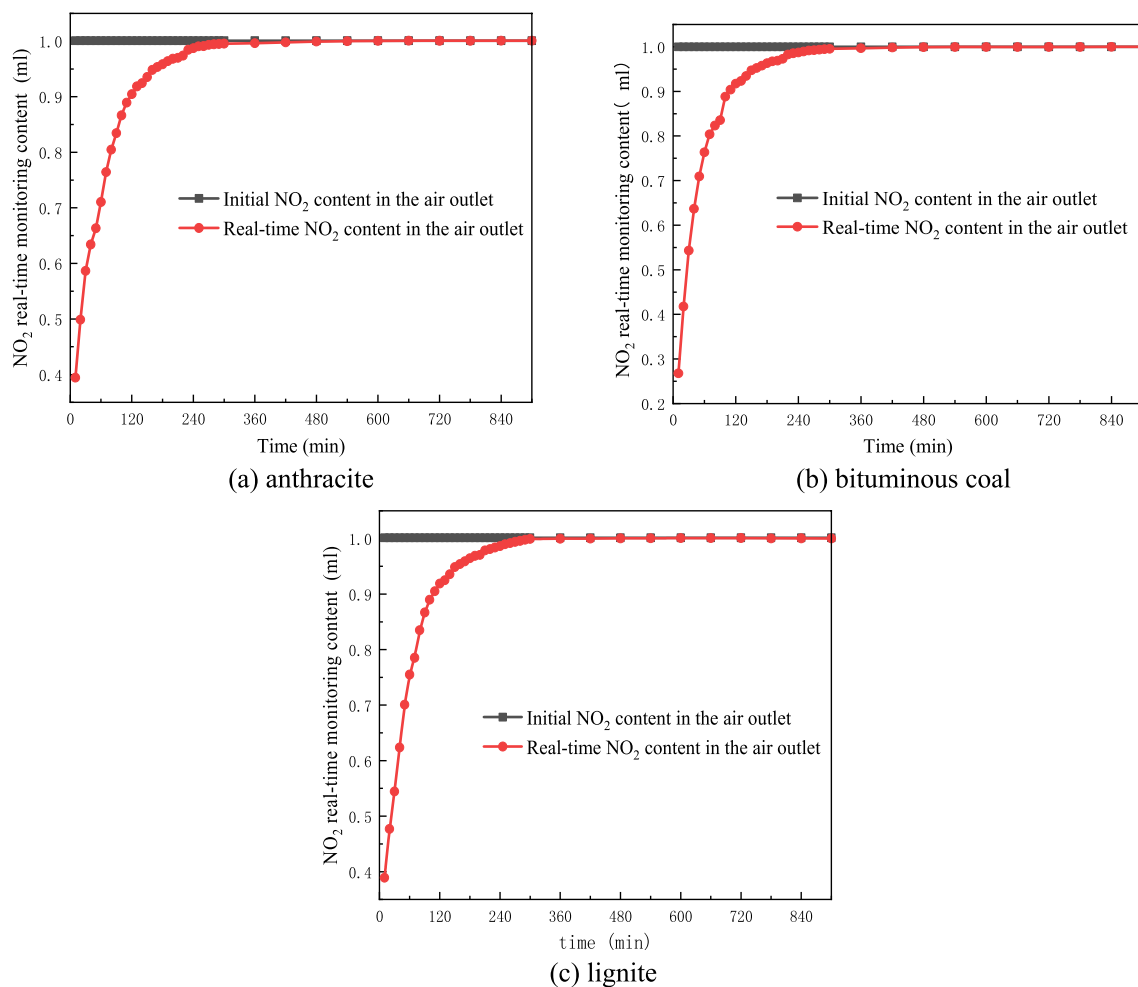 NO₂ real-time monitoring content (ml)
1.0
0.9
0.8
0.7
0.6
0.5
0.4
Initial NO₂ content in the air outlet
Real-time NO₂ content in the air outlet
0 120 240 360 480 600 720 840
Time (min)
(a) anthracite
NO₂ real-time monitoring content( ml)
1.0
0.9
0.8
0.7
0.6
0.5
0.4
0.3
0.2
Initial NO₂ content in the air outlet
Real-time NO₂ content in the air outlet
0 120 240 360 480 600 720 840
Time (min)
(b) bituminous coal
NO₂ real-time monitoring content (ml)
1.0
0.9
0.8
0.7
0.6
0.5
0.4
Initial NO₂ content in the air outlet
Real-time NO₂ content in the air outlet
0 120 240 360 480 600 720 840
time (min)
(c) lignite